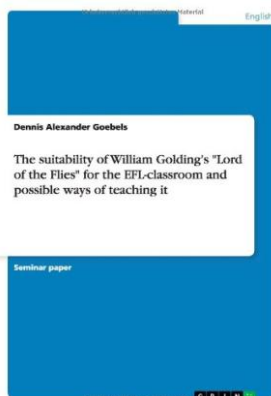 English
Dennis Alexander Goebels
The suitability of William Golding's "Lord
of the Flies" for the EFL-classroom and
possible ways of teaching it
Seminar paper
GRIN